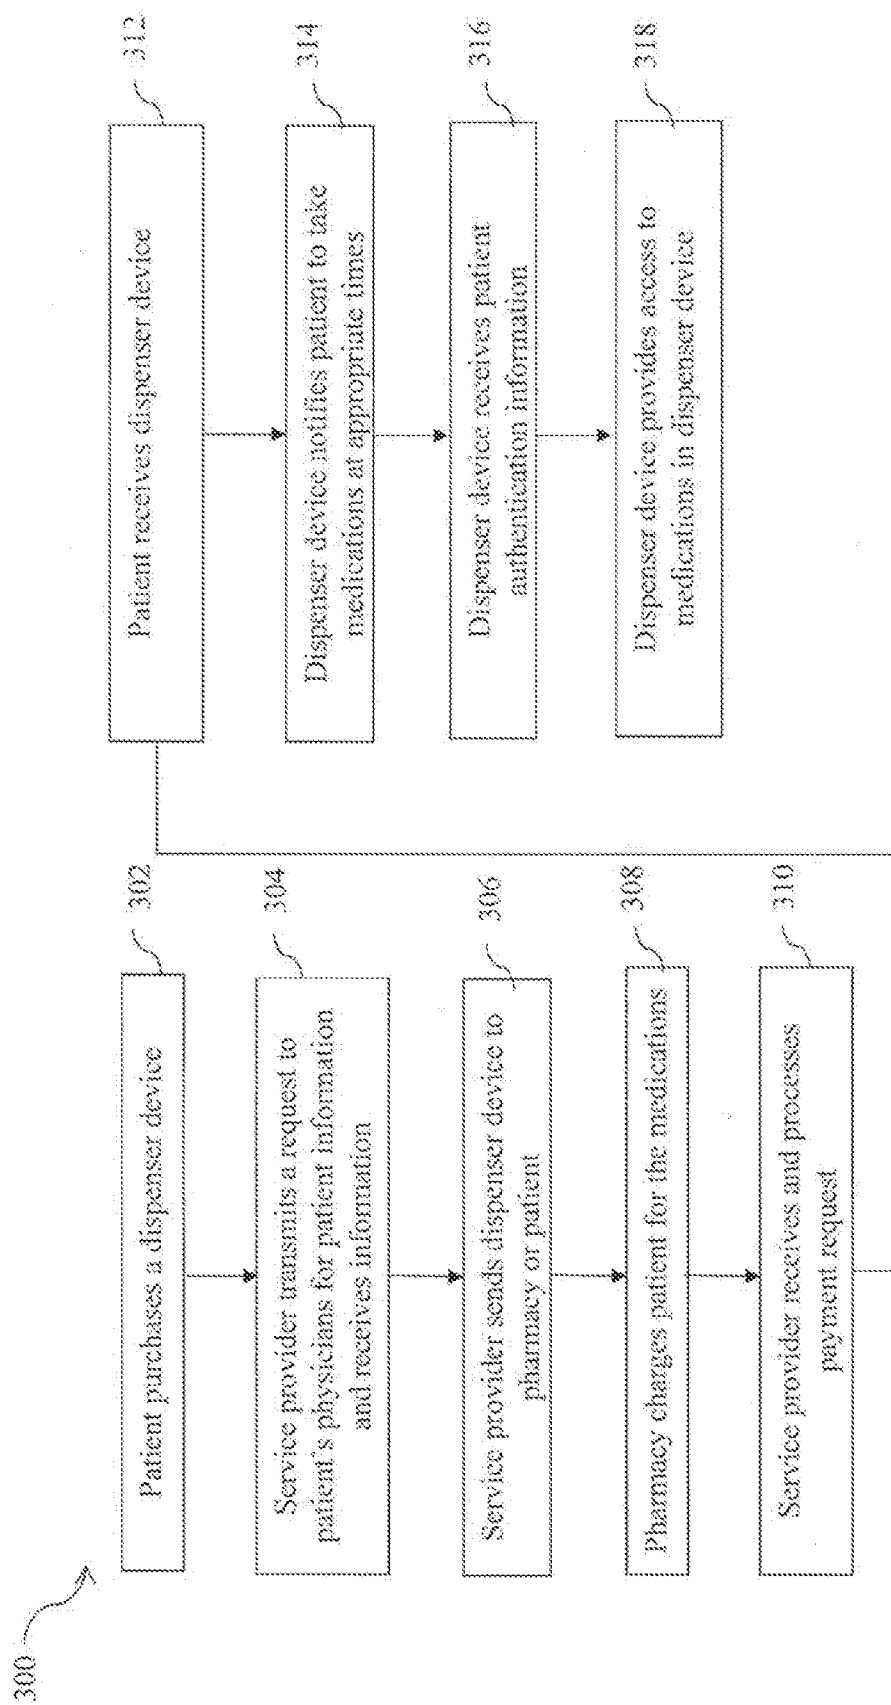 300
302
Patient purchases a dispenser device
304
Service provider transmits a request to
patient's physicians for patient information
and receives information
306
Service provider sends dispenser device to
pharmacy or patient
308
Pharmacy charges patient for the medications
310
Service provider receives and processes
payment request
312
Patient receives dispenser device
314
Dispenser device notifies patient to take
medications at appropriate times
316
Dispenser device receives patient
authentication information
318
Dispenser device provides access to
medications in dispenser device